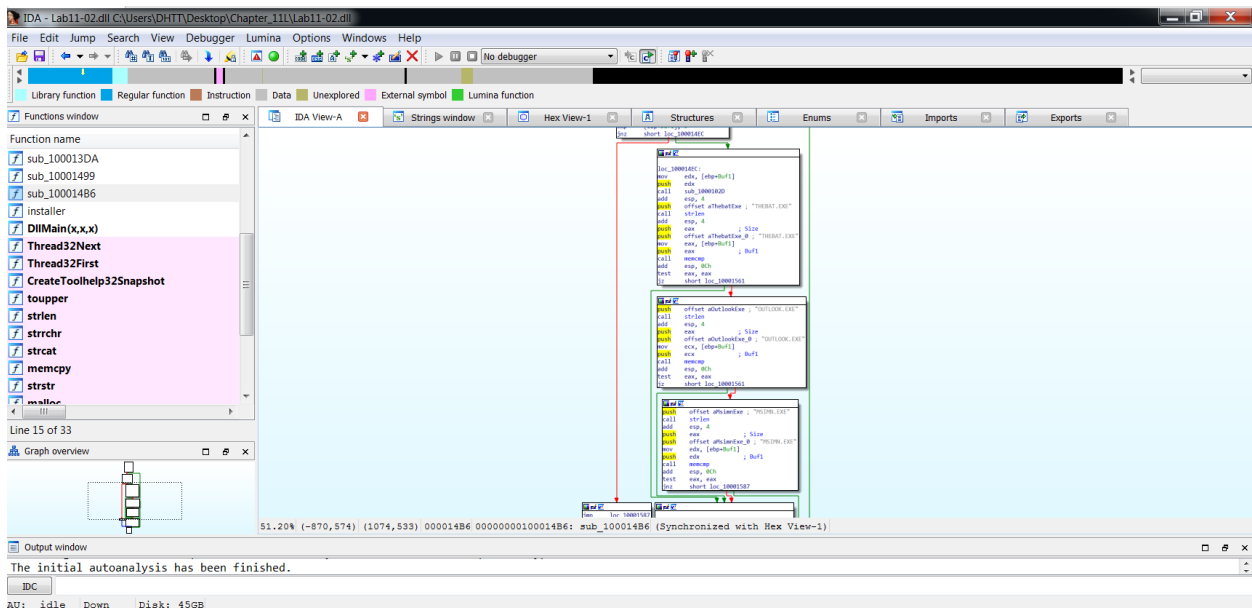 IDA - Lab11-02.dll C:\Users\DHTT\Desktop\Chapter_11L\Lab11-02.dll
File Edit Jump Search View Debugger Lumina Options Windows Help
No debugger
Library function Regular function Instruction Data Unexplored External symbol Lumina function
Functions window
IDA View-A Strings window Hex View-1 Structures Enums Imports Exports
Function name
sub_100013DA
sub_10001499
sub_100014B6
installer
DllMain(x,x,x)
Thread32Next
Thread32First
CreateToolhelp32Snapshot
toupper
strlen
strrchr
strcat
memcpy
strstr
malloc
Line 15 of 33
Graph overview
jnz short loc_100014EC
loc_100014EC:
mov edx, [ebp+Buf1]
push edx
call sub_1000102D
add esp, 4
push offset aThebatExe ; "THEBAT.EXE"
call strlen
add esp, 4
push eax ; Size
push offset aThebatExe_0 ; "THEBAT.EXE"
mov eax, [ebp+Buf1]
push eax ; Buf1
call memcmp
add esp, 0Ch
test eax, eax
jz short loc_10001561
push offset aOutlookExe ; "OUTLOOK.EXE"
call strlen
add esp, 4
push eax ; Size
push offset aOutlookExe_0 ; "OUTLOOK.EXE"
mov ecx, [ebp+Buf1]
push ecx ; Buf1
call memcmp
add esp, 0Ch
test eax, eax
jz short loc_10001561
push offset aMsimnExe ; "MSIMN.EXE"
call strlen
add esp, 4
push eax ; Size
push offset aMsimnExe_0 ; "MSIMN.EXE"
mov edx, [ebp+Buf1]
push edx ; Buf1
call memcmp
add esp, 0Ch
test eax, eax
jnz short loc_10001587
jmp loc_10001587
51.20% (-870,574) (1074,533) 000014B6 00000000100014B6: sub_100014B6 (Synchronized with Hex View-1)
Output window
The initial autoanalysis has been finished.
IDC
AU: idle Down Disk: 45GB